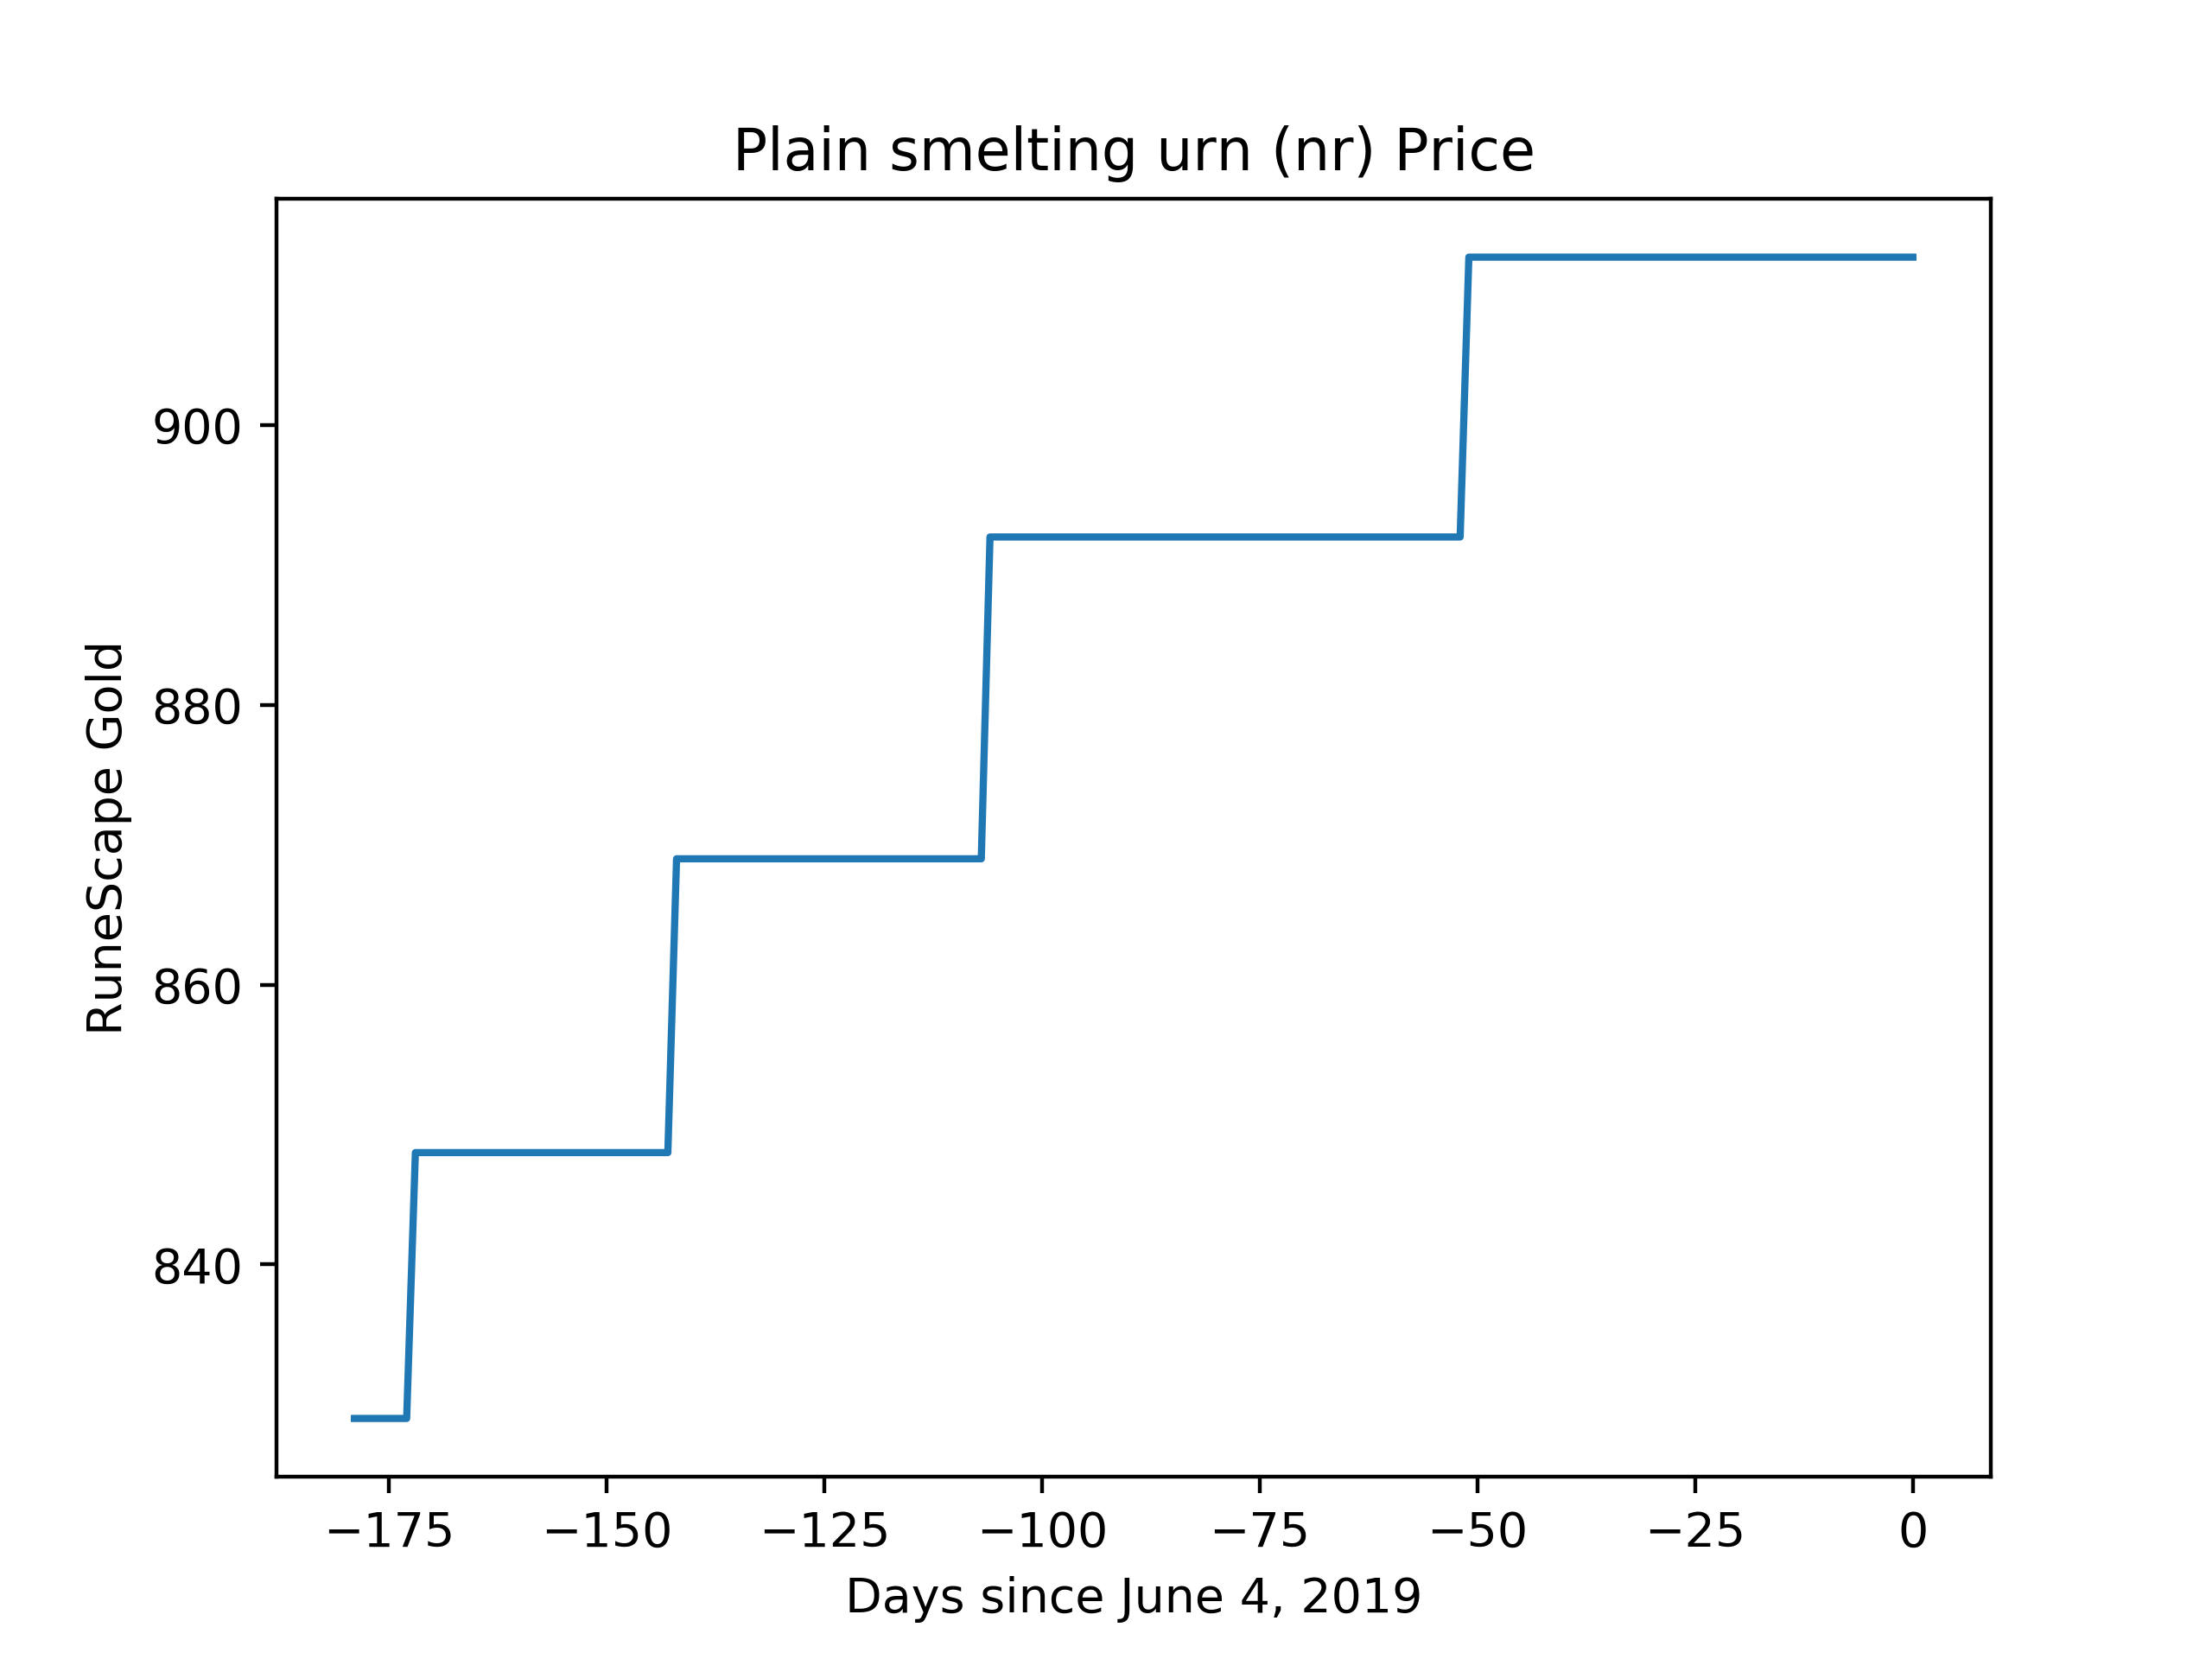 Plain smelting urn (nr) Price
RuneScape Gold
900
880
860
840
−175 −150 −125 −100 −75 −50 −25 0
Days since June 4, 2019